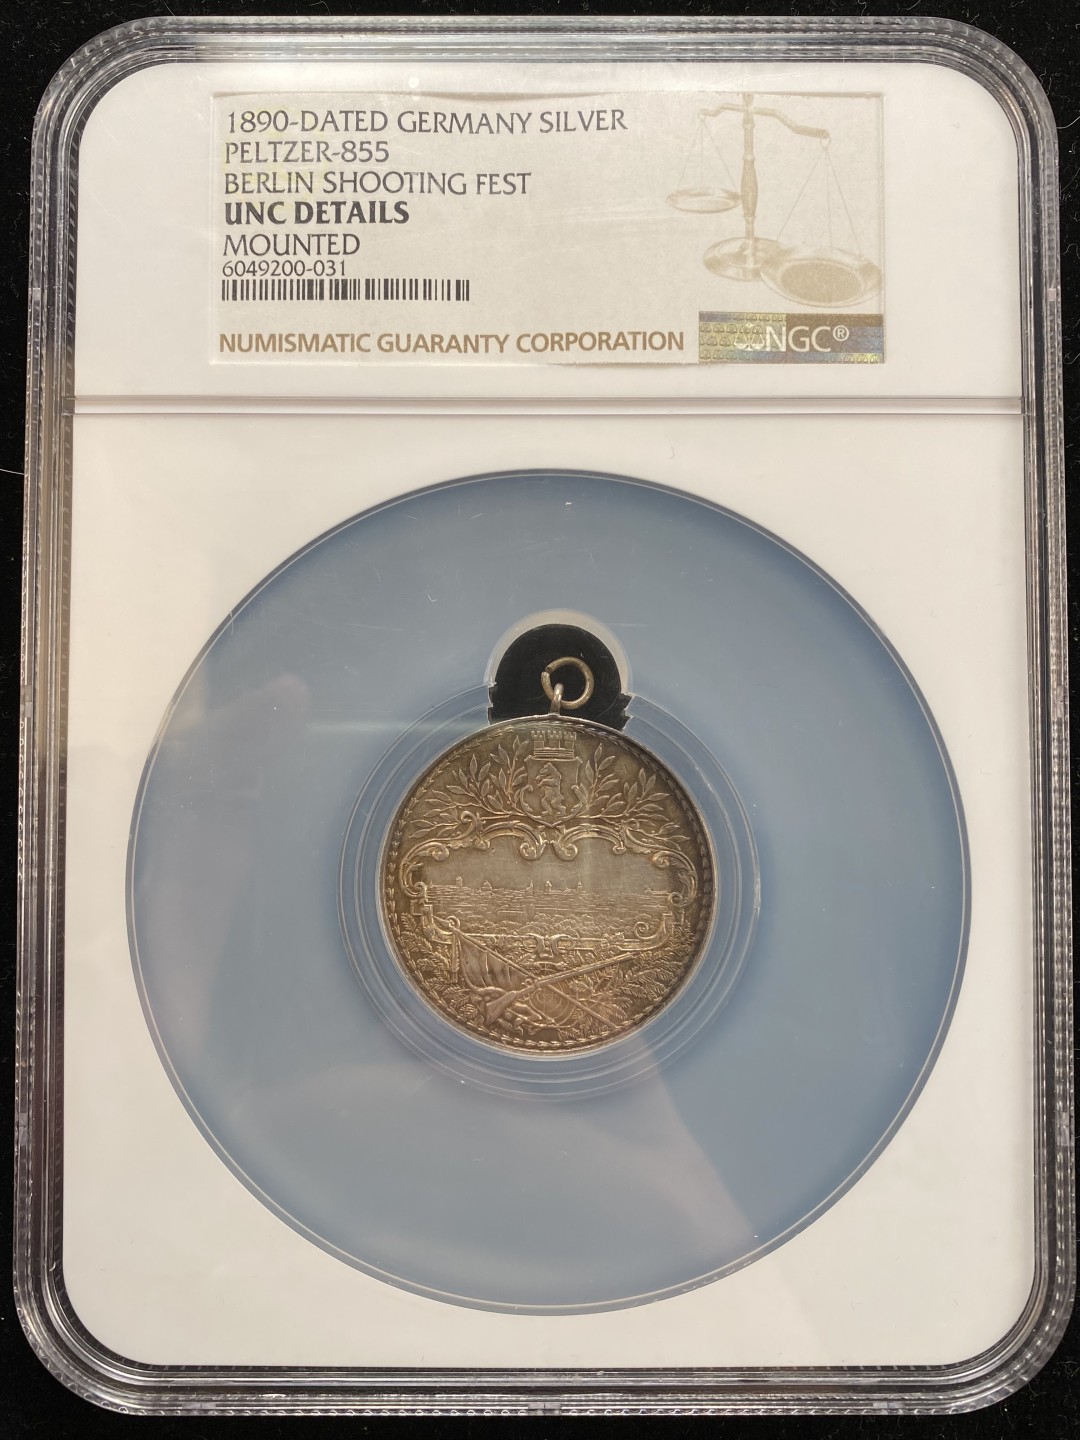 1890-DATED GERMANY SILVER
PELTZER-855
BERLIN SHOOTING FEST
UNC DETAILS
MOUNTED
6049200-031
NUMISMATIC GUARANTY CORPORATION
NGC®